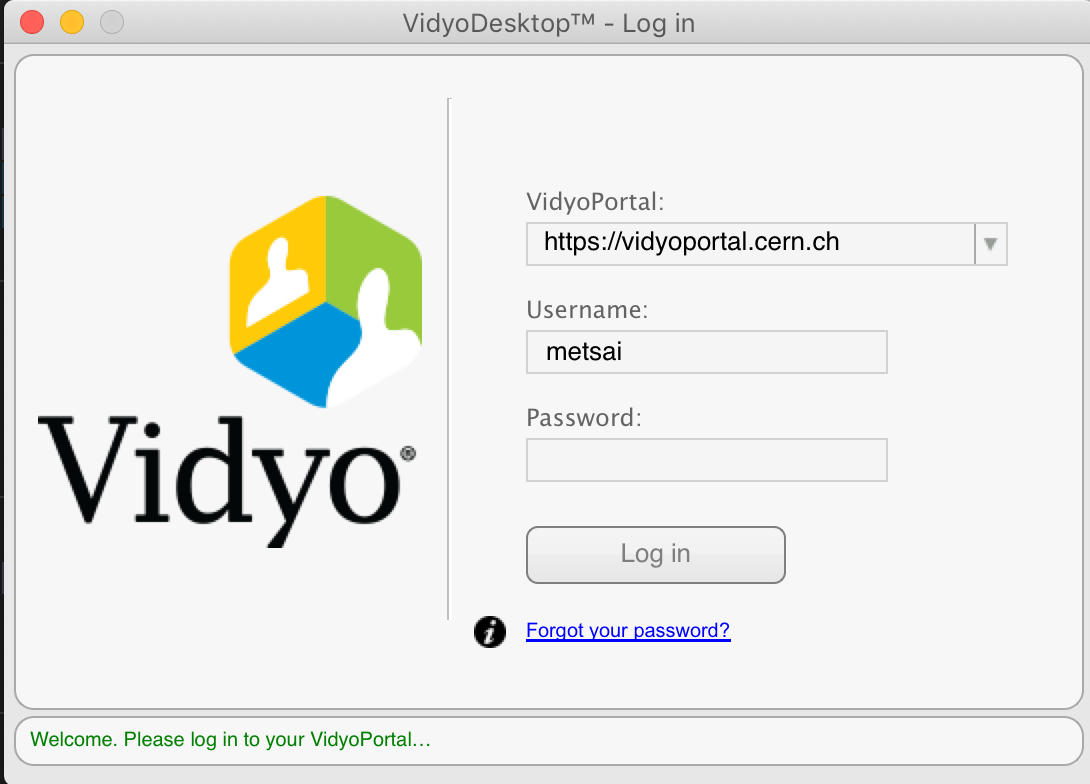 VidyoDesktop™ - Log in
Vidyo®
VidyoPortal:
https://vidyoportal.cern.ch
Username:
metsai
Password:
Log in
i Forgot your password?
Welcome. Please log in to your VidyoPortal...